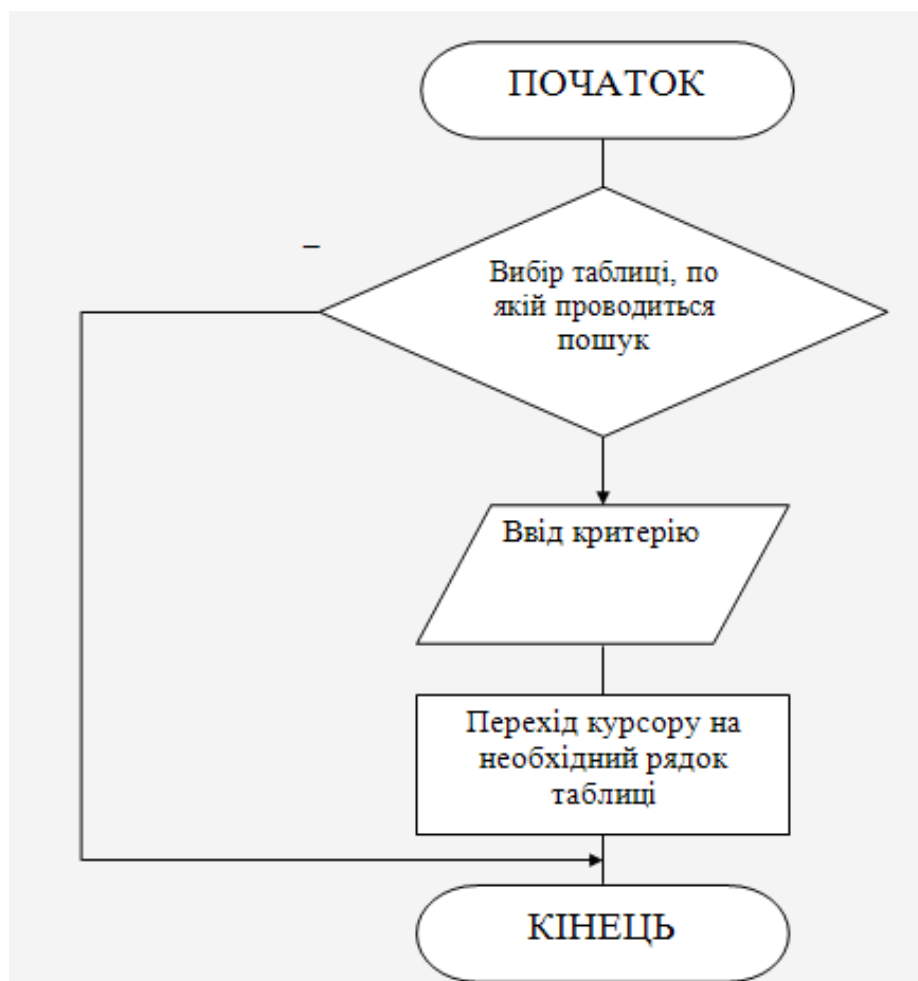 ПОЧАТОК
–
Вибір таблиці, по
якій проводиться
пошук
Ввід критерію
Перехід курсору на
необхідний рядок
таблиці
КІНЕЦЬ